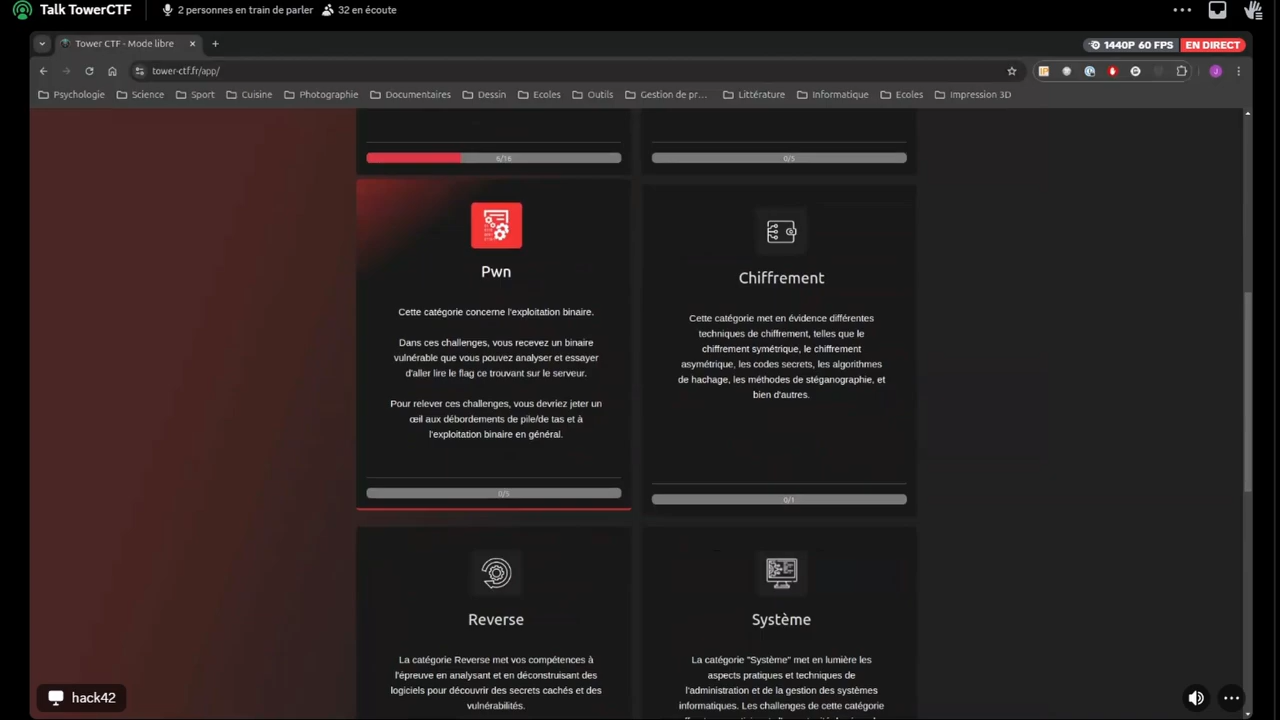 Talk TowerCTF
2 personnes en train de parler
32 en écoute
Tower CTF - Mode libre
1440P 60 FPS
EN DIRECT
tower-ctf.fr/app/
J
Psychologie
Science
Sport
Cuisine
Photographie
Documentaires
Dessin
Ecoles
Outils
Gestion de pr…
Littérature
Informatique
Ecoles
Impression 3D
6/16
0/5
Pwn
Cette catégorie concerne l'exploitation binaire.
Dans ces challenges, vous recevez un binaire
vulnérable que vous pouvez analyser et essayer
d'aller lire le flag ce trouvant sur le serveur.
Pour relever ces challenges, vous devriez jeter un
œil aux débordements de pile/de tas et à
l'exploitation binaire en général.
0/5
Chiffrement
Cette catégorie met en évidence différentes
techniques de chiffrement, telles que le
chiffrement symétrique, le chiffrement
asymétrique, les codes secrets, les algorithmes
de hachage, les méthodes de stéganographie, et
bien d'autres.
0/1
Reverse
La catégorie Reverse met vos compétences à
l'épreuve en analysant et en déconstruisant des
logiciels pour découvrir des secrets cachés et des
vulnérabilités.
Système
La catégorie "Système" met en lumière les
aspects pratiques et techniques de
l'administration et de la gestion des systèmes
informatiques. Les challenges de cette catégorie
hack42